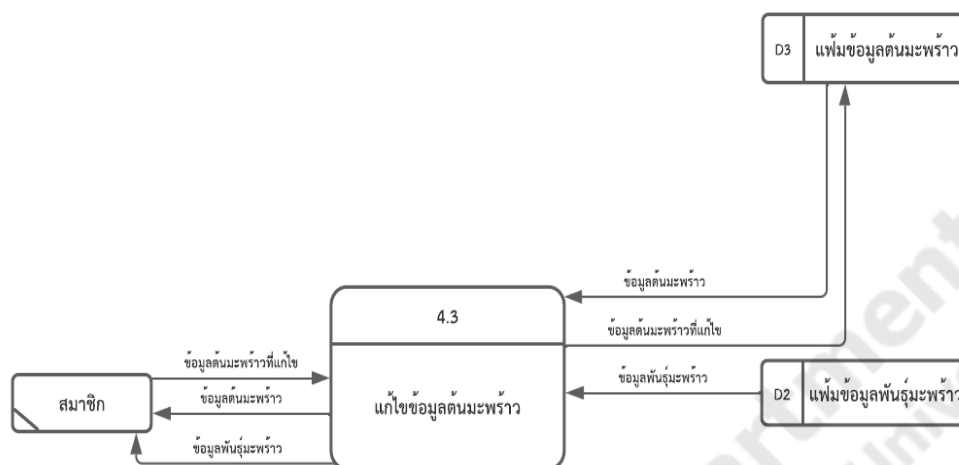 D3 แฟ้มข้อมูลต้นมะพร้าว
ข้อมูลต้นมะพร้าว
4.3
ข้อมูลต้นมะพร้าวที่แก้ไข
ข้อมูลต้นมะพร้าวที่แก้ไข
ข้อมูลพันธุ์มะพร้าว
สมาชิก
ข้อมูลต้นมะพร้าว
แก้ไขข้อมูลต้นมะพร้าว
D2 แฟ้มข้อมูลพันธุ์มะพร้าว
ข้อมูลพันธุ์มะพร้าว